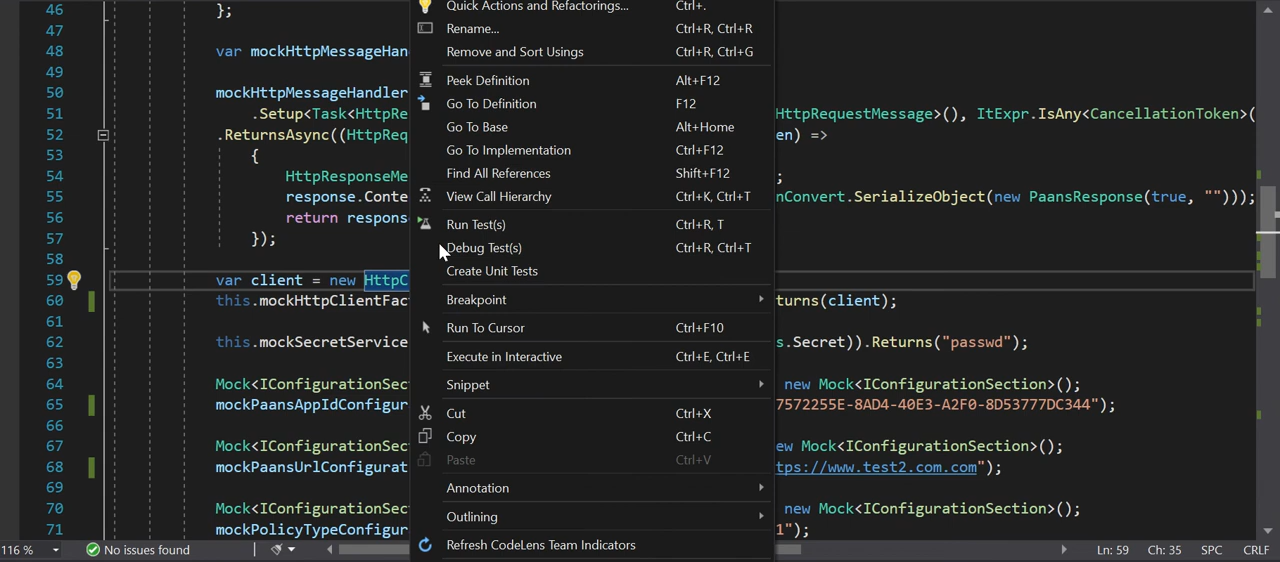 46 }; Quick Actions and Refactorings... Ctrl+.
47 Rename... Ctrl+R, Ctrl+R
48 var mockHttpMessageHan Remove and Sort Usings Ctrl+R, Ctrl+G
49 Peek Definition Alt+F12
50 mockHttpMessageHandler Go To Definition F12
51 .Setup<Task<HttpRe Go To Base Alt+Home HttpRequestMessage>(), ItExpr.IsAny<CancellationToken>(
52 .ReturnsAsync((HttpReq Go To Implementation Ctrl+F12 en) =>
53 {
54 HttpResponseMe Find All References Shift+F12 ;
55 response.Conte View Call Hierarchy Ctrl+K, Ctrl+T nConvert.SerializeObject(new PaansResponse(true, "")));
56 return respons Run Test(s) Ctrl+R, T
57 }); Debug Test(s) Ctrl+R, Ctrl+T
58 Create Unit Tests
59 var client = new HttpC
60 this.mockHttpClientFac Breakpoint turns(client);
61 Run To Cursor Ctrl+F10
62 this.mockSecretService s.Secret)).Returns("passwd");
63 Execute in Interactive Ctrl+E, Ctrl+E
64 Mock<IConfigurationSec Snippet new Mock<IConfigurationSection>();
65 mockPaansAppIdConfigur Cut Ctrl+X 7572255E-8AD4-40E3-A2F0-8D53777DC344");
66 Copy Ctrl+C
67 Mock<IConfigurationSec Paste Ctrl+V ew Mock<IConfigurationSection>();
68 mockPaansUrlConfigurat tps://www.test2.com.com");
69 Annotation
70 Mock<IConfigurationSec Outlining new Mock<IConfigurationSection>();
71 mockPolicyTypeConfigur 1");
116 % No issues found Refresh CodeLens Team Indicators Ln: 59 Ch: 35 SPC CRLF